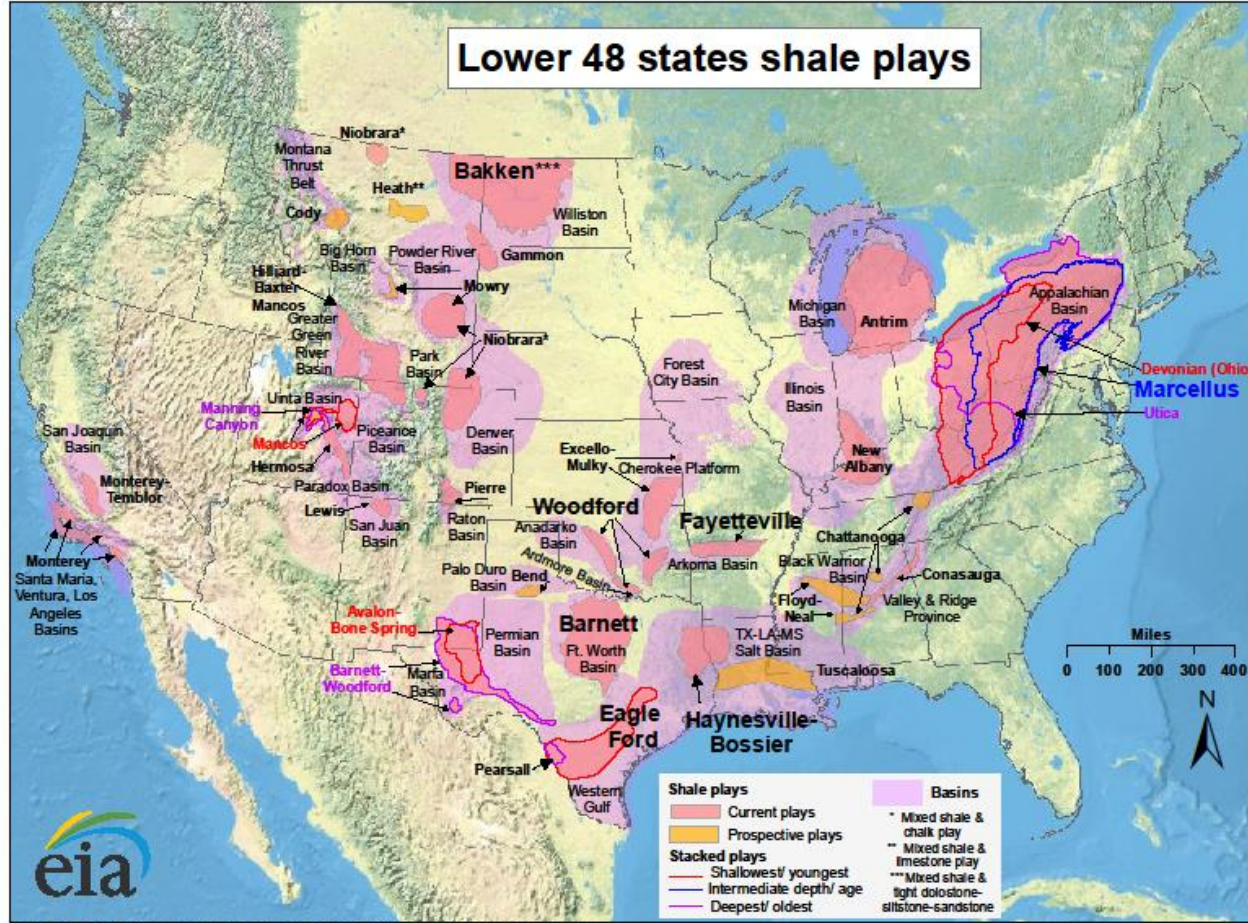 Lower 48 states shale plays
Niobrara*
Montana
Thrust
Belt
Bakken***
Heath**
Cody
Williston
Basin
Big Horn
Basin
Powder River
Basin
Gammon
Hilliard-
Baxter
Mancos
Mowry
Greater
Green
River
Basin
Niobrara*
Park
Basin
Michigan
Basin
Antrim
Appalachian
Basin
Devonian (Ohio
Marcellus
Utica
Forest
City Basin
Illinois
Basin
Uinta Basin
Manning
Canyon
Mancos
Piceance
Basin
Denver
Basin
San Joaquin
Basin
Hermosa
Excello-
Mulky
Cherokee Platform
New
Albany
Monterey-
Temblor
Paradox Basin
Lewis
San Juan
Basin
Pierre
Raton
Basin
Woodford
Anadarko
Basin
Fayetteville
Chattanooga
Arkoma Basin
Black Warrior
Basin
Ardmore Basin
Monterey
Santa Maria,
Ventura, Los
Angeles
Basins
Palo Duro
Basin
Bend
Conasauga
Floyd-
Neal
Valley & Ridge
Province
Avalon-
Bone Spring
Permian
Basin
Barnett
Ft. Worth
Basin
TX-LA-MS
Salt Basin
Tuscaloosa
Barnett-
Woodford
Marfa
Basin
Eagle
Ford
Haynesville-
Bossier
Pearsall
Western
Gulf
Miles
0 100 200 300 400
N
Shale plays
Current plays
Prospective plays
Stacked plays
Shallowest/ youngest
Intermediate depth/ age
Deepest/ oldest
Basins
* Mixed shale &
chalk play
** Mixed shale &
limestone play
*** Mixed shale &
tight dolostone-
siltstone-sandstone
eia